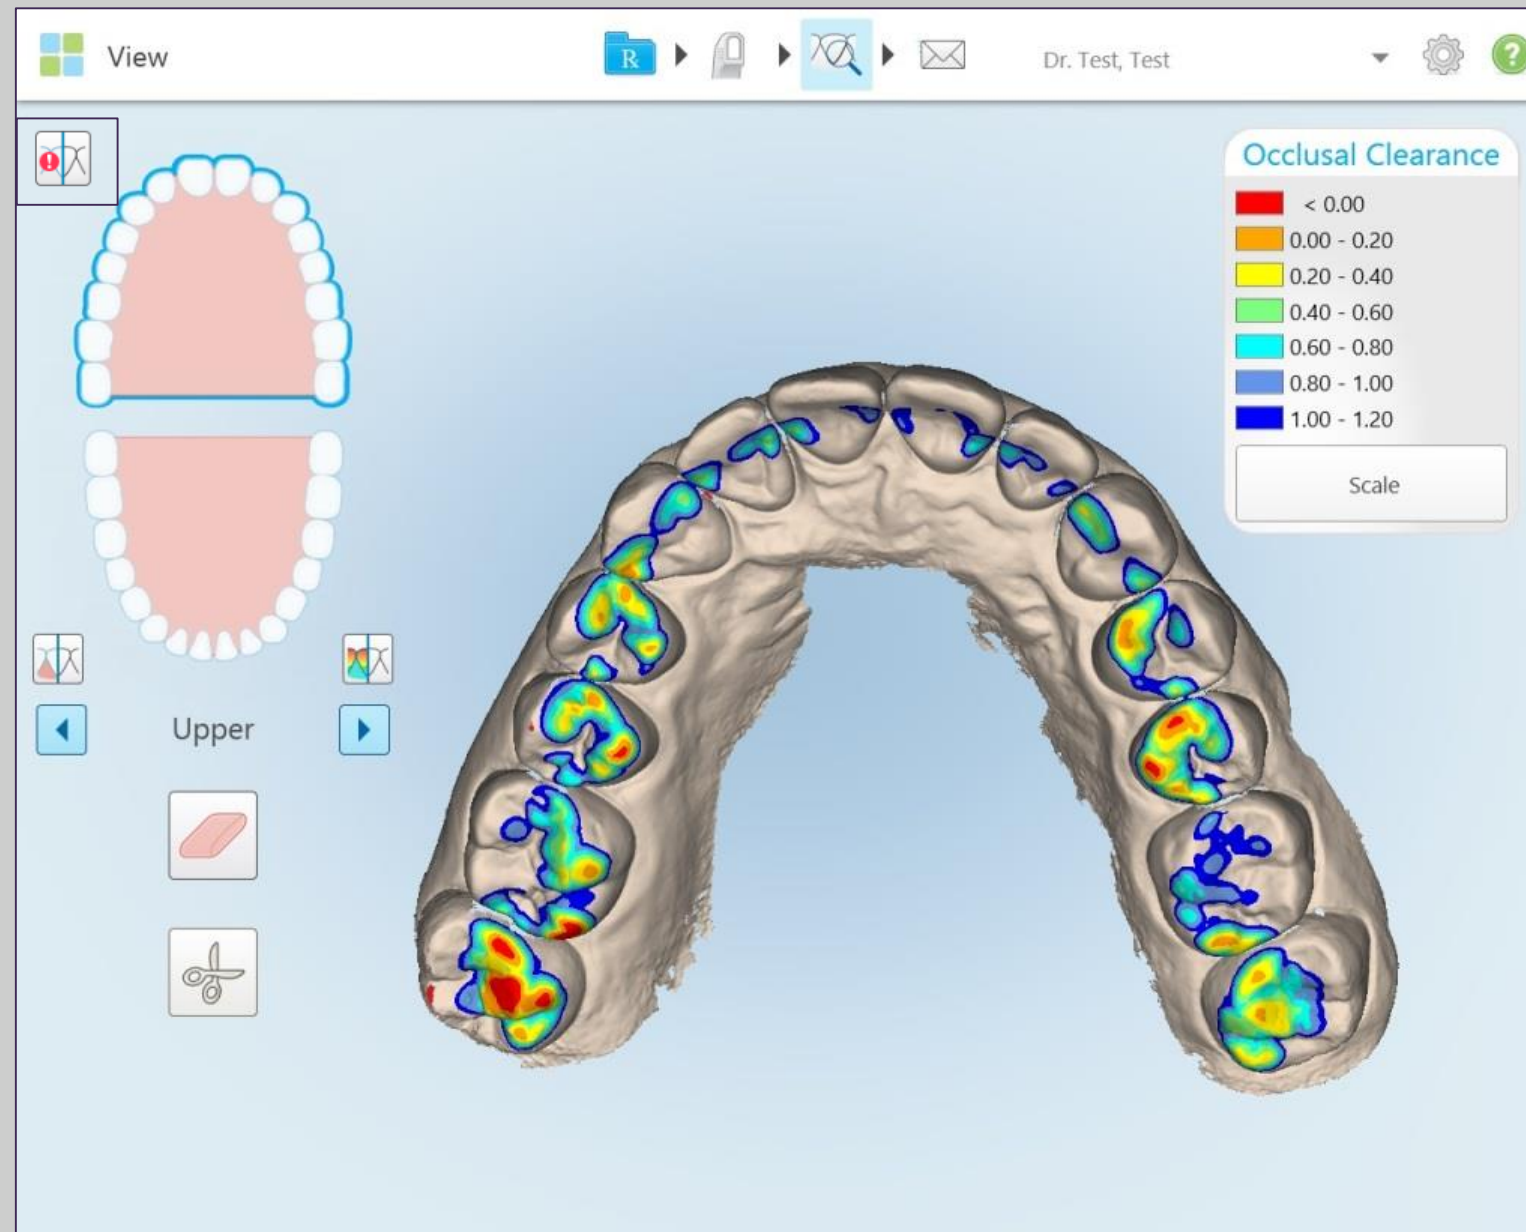 View
R
Dr. Test, Test
?
!
Occlusal Clearance
< 0.00
0.00 - 0.20
0.20 - 0.40
0.40 - 0.60
0.60 - 0.80
0.80 - 1.00
1.00 - 1.20
Scale
Upper